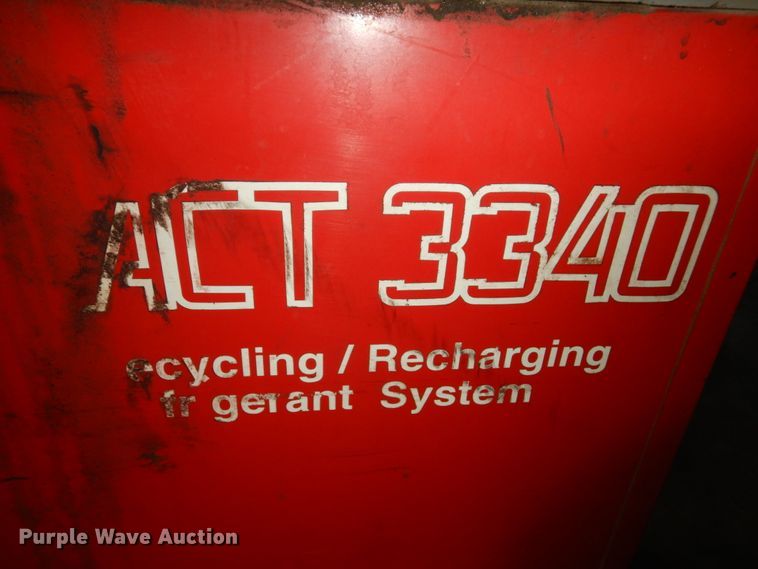 ACT 3340
ecycling / Recharging
fr gerant System
Purple Wave Auction